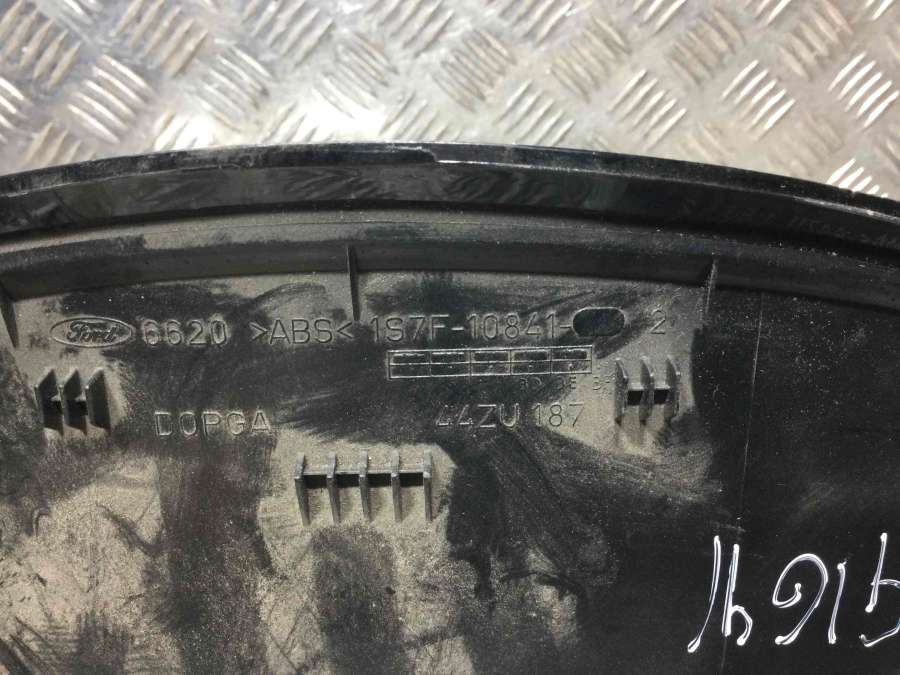 Ford 6620 >ABS< 1S7F-10841- 2
DOPGA 44ZU 187